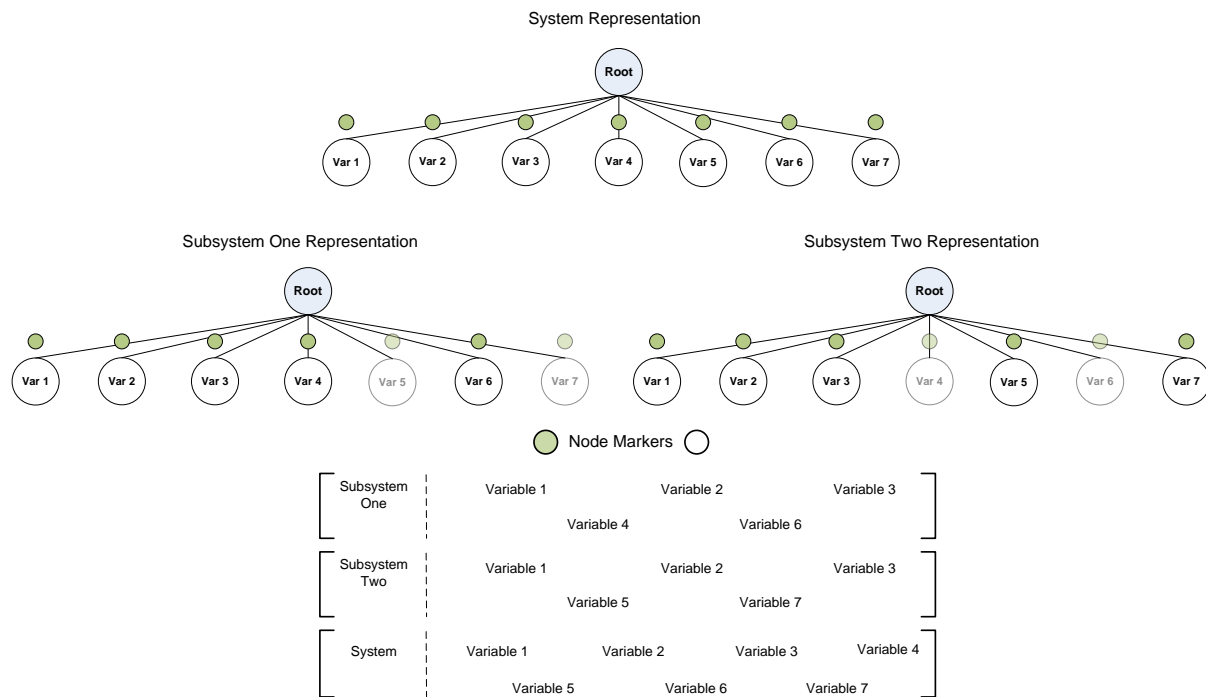 System Representation
Root
Var 1 Var 2 Var 3 Var 4 Var 5 Var 6 Var 7
Subsystem One Representation
Root
Var 1 Var 2 Var 3 Var 4 Var 5 Var 6 Var 7
Subsystem Two Representation
Root
Var 1 Var 2 Var 3 Var 4 Var 5 Var 6 Var 7
Node Markers
Subsystem
One
Variable 1 Variable 2 Variable 3
Variable 4 Variable 6
Subsystem
Two
Variable 1 Variable 2 Variable 3
Variable 5 Variable 7
System
Variable 1 Variable 2 Variable 3 Variable 4
Variable 5 Variable 6 Variable 7